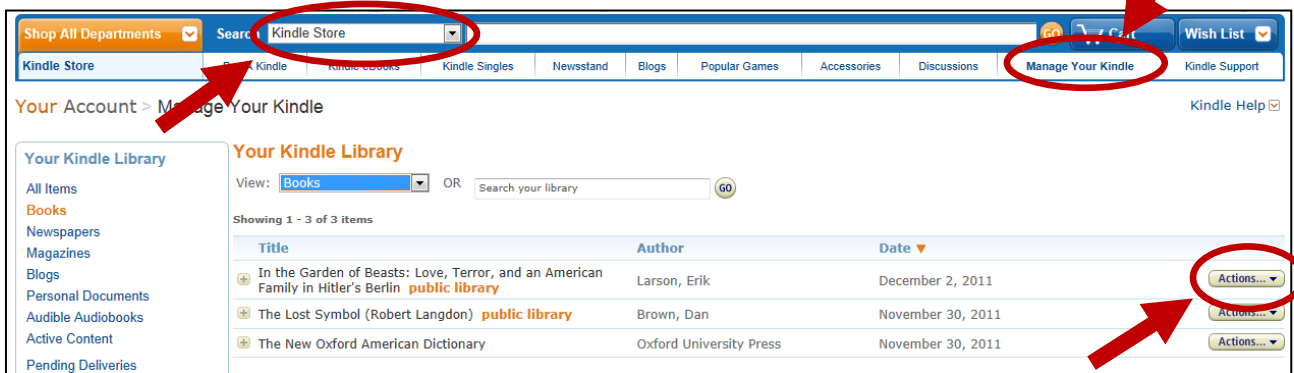 Shop All Departments Search Kindle Store GO Cart Wish List
Kindle Store Kindle Kindle eBooks Kindle Singles Newsstand Blogs Popular Games Accessories Discussions Manage Your Kindle Kindle Support
Your Account > Manage Your Kindle Kindle Help
Your Kindle Library
All Items
Books
Newspapers
Magazines
Blogs
Personal Documents
Audible Audiobooks
Active Content
Pending Deliveries
Your Kindle Library
View: Books OR Search your library GO
Showing 1 - 3 of 3 items
Title Author Date ▼
In the Garden of Beasts: Love, Terror, and an American
Family in Hitler's Berlin public library Larson, Erik December 2, 2011 Actions...
The Lost Symbol (Robert Langdon) public library Brown, Dan November 30, 2011 Actions...
The New Oxford American Dictionary Oxford University Press November 30, 2011 Actions...